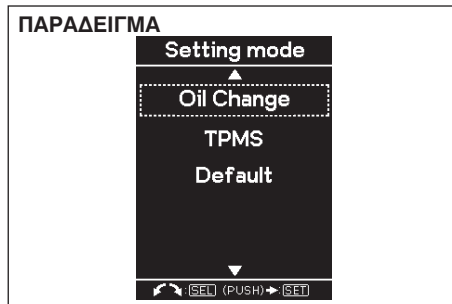 ΠΑΡΑΔΕΙΓΜΑ
Setting mode
Oil Change
TPMS
Default
:SEL (PUSH) :SET